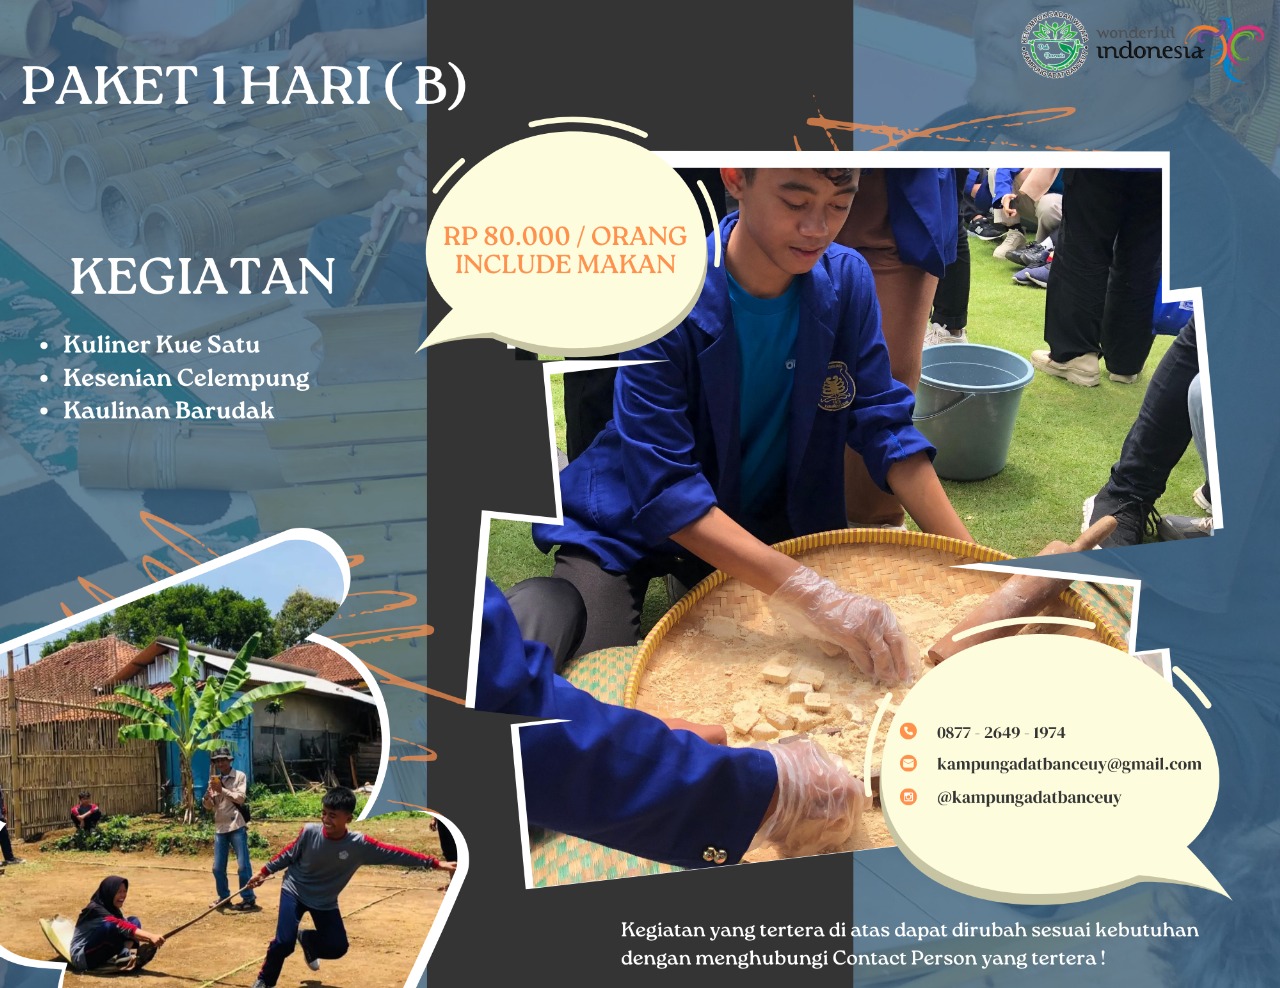 wonderful
indonesia
PAKET 1 HARI ( B)
RP 80.000 / ORANG
INCLUDE MAKAN
KEGIATAN
Kuliner Kue Satu
Kesenian Celempung
Kaulinan Barudak
0877 - 2649 - 1974
kampungadatbanceuy@gmail.com
@kampungadatbanceuy
Kegiatan yang tertera di atas dapat dirubah sesuai kebutuhan
dengan menghubungi Contact Person yang tertera !